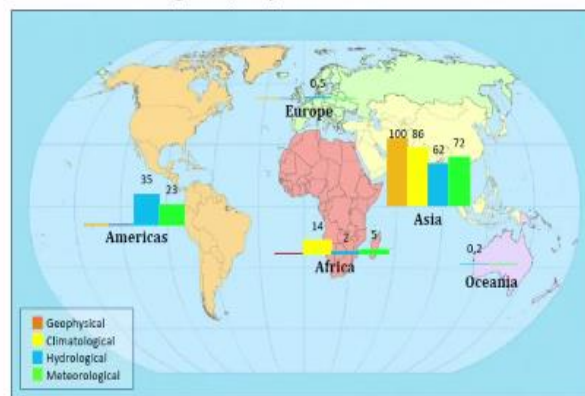 0,5
Europe
100
86
62
72
Asia
35
23
Americas
14
2
5
Africa
0,2
Oceania
Geophysical
Climatological
Hydrological
Meteorological